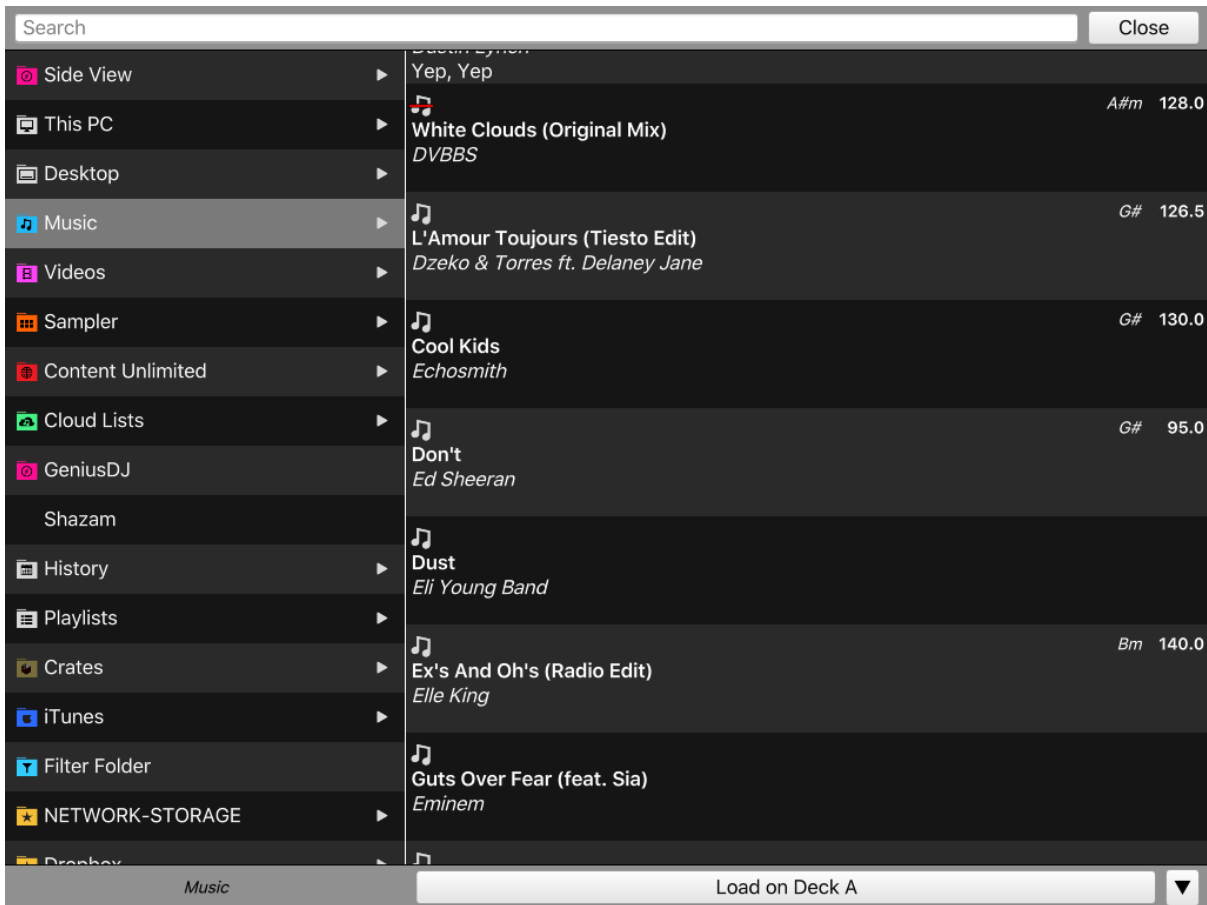 Search
Close
Side View
This PC
Desktop
Music
Videos
Sampler
Content Unlimited
Cloud Lists
GeniusDJ
Shazam
History
Playlists
Crates
iTunes
Filter Folder
NETWORK-STORAGE
Dropbox
Dustin Lynch
Yep, Yep
A#m 128.0
White Clouds (Original Mix)
DVBBS
G# 126.5
L'Amour Toujours (Tiesto Edit)
Dzeko & Torres ft. Delaney Jane
G# 130.0
Cool Kids
Echosmith
G# 95.0
Don't
Ed Sheeran
Dust
Eli Young Band
Bm 140.0
Ex's And Oh's (Radio Edit)
Elle King
Guts Over Fear (feat. Sia)
Eminem
Music
Load on Deck A